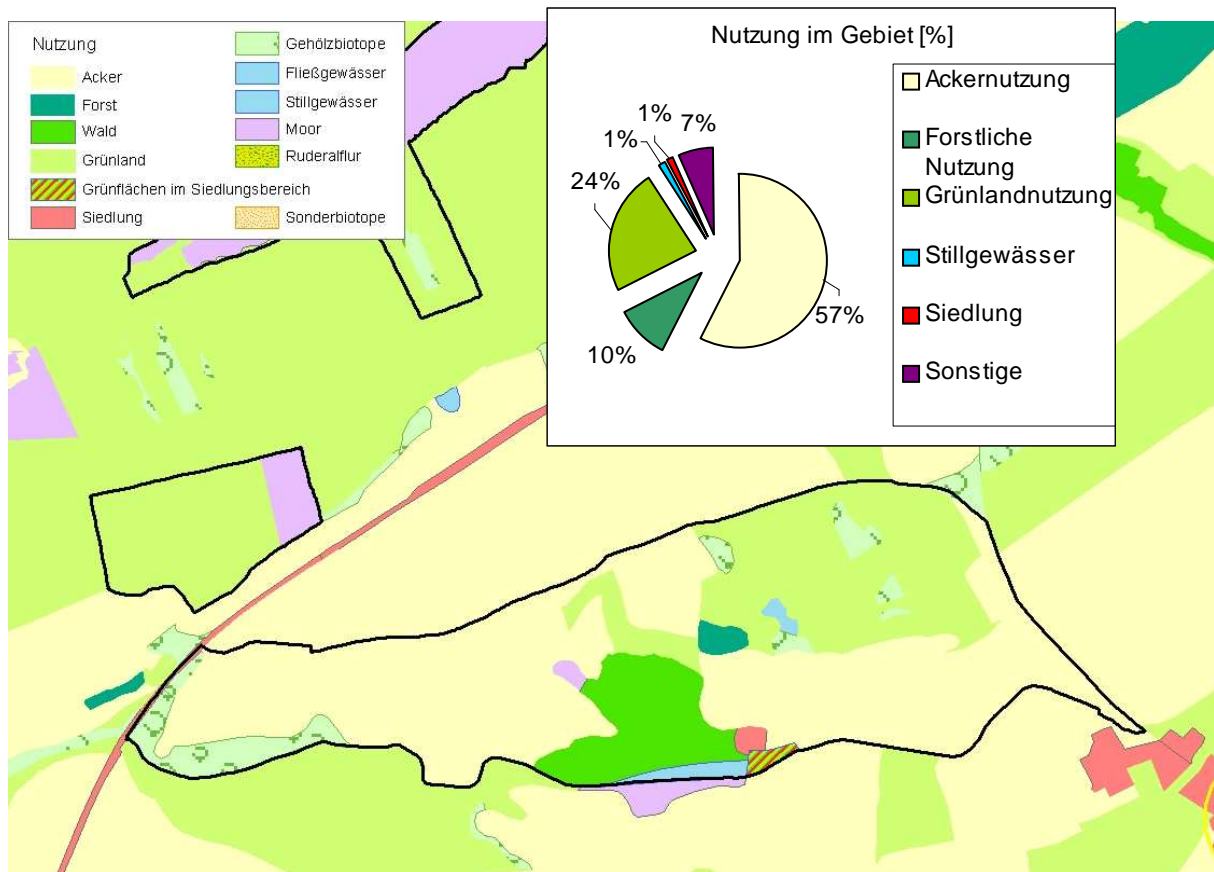 Nutzung
Acker
Forst
Wald
Grünland
Grünflächen im Siedlungsbereich
Siedlung
Gehölzbiotope
Fließgewässer
Stillgewässer
Moor
Ruderalflur
Sonderbiotope
Nutzung im Gebiet [%]
1%
1%
7%
24%
10%
57%
Ackernutzung
Forstliche
Nutzung
Grünlandnutzung
Stillgewässer
Siedlung
Sonstige